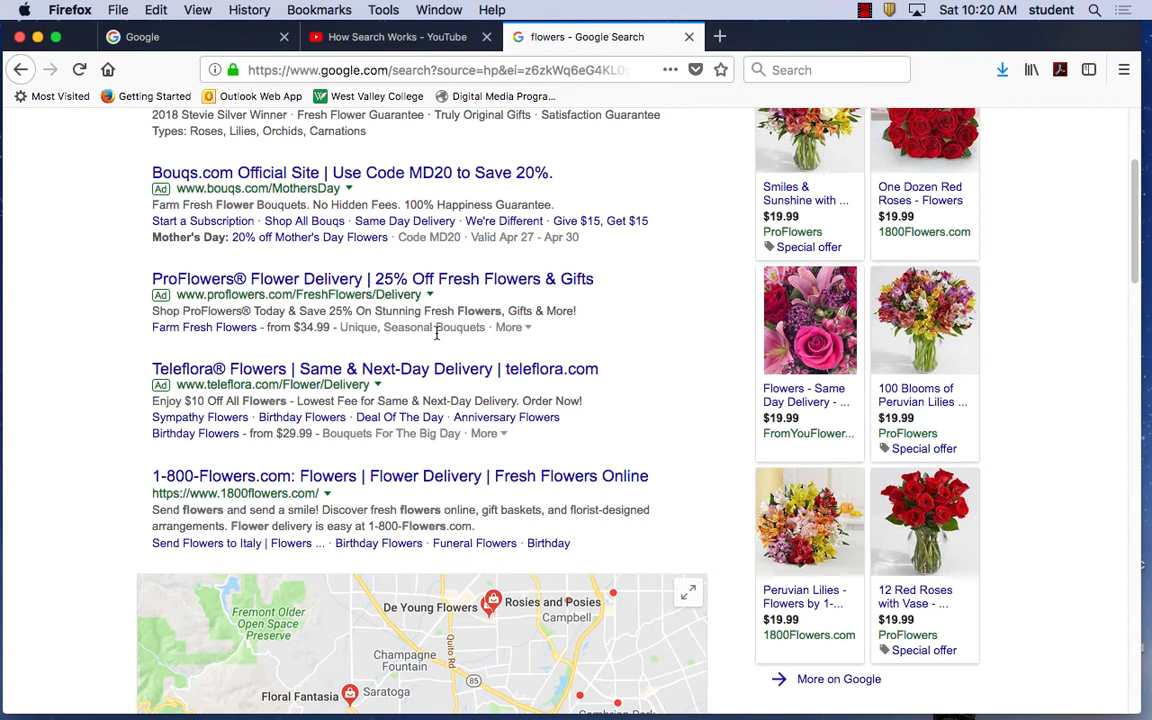 Firefox File Edit View History Bookmarks Tools Window Help Sat 10:20 AM student
Google How Search Works - YouTube flowers - Google Search
https://www.google.com/search?source=hp&ei=z6zkWq6eG4KL0 Search
Most Visited Getting Started Outlook Web App West Valley College Digital Media Progra...
2018 Stevie Silver Winner · Fresh Flower Guarantee · Truly Original Gifts · Satisfaction Guarantee
Types: Roses, Lilies, Orchids, Carnations
Bouqs.com Official Site | Use Code MD20 to Save 20%.
Ad www.bouqs.com/MothersDay
Farm Fresh Flower Bouquets. No Hidden Fees. 100% Happiness Guarantee.
Start a Subscription · Shop All Bouqs · Same Day Delivery · We're Different · Give $15, Get $15
Mother's Day: 20% off Mother's Day Flowers · Code MD20 · Valid Apr 27 - Apr 30
ProFlowers® Flower Delivery | 25% Off Fresh Flowers & Gifts
Ad www.proflowers.com/FreshFlowers/Delivery
Shop ProFlowers® Today & Save 25% On Stunning Fresh Flowers, Gifts & More!
Farm Fresh Flowers - from $34.99 - Unique, Seasonal Bouquets · More
Teleflora® Flowers | Same & Next-Day Delivery | teleflora.com
Ad www.teleflora.com/Flower/Delivery
Enjoy $10 Off All Flowers - Lowest Fee for Same & Next-Day Delivery. Order Now!
Sympathy Flowers · Birthday Flowers · Deal Of The Day · Anniversary Flowers
Birthday Flowers - from $29.99 - Bouquets For The Big Day · More
1-800-Flowers.com: Flowers | Flower Delivery | Fresh Flowers Online
https://www.1800flowers.com/
Send flowers and send a smile! Discover fresh flowers online, gift baskets, and florist-designed
arrangements. Flower delivery is easy at 1-800-Flowers.com.
Send Flowers to Italy | Flowers ... · Birthday Flowers · Funeral Flowers · Birthday
Fremont Older
Open Space
Preserve
De Young Flowers
Rosies and Posies
Campbell
Quito Rd
Champagne
Fountain
85
Floral Fantasia
Saratoga
Smiles &
Sunshine with ...
$19.99
ProFlowers
Special offer
One Dozen Red
Roses - Flowers
$19.99
1800Flowers.com
Flowers - Same
Day Delivery - ...
$19.99
FromYouFlower...
100 Blooms of
Peruvian Lilies ...
$19.99
ProFlowers
Special offer
Peruvian Lilies -
Flowers by 1-...
$19.99
1800Flowers.com
12 Red Roses
with Vase - ...
$19.99
ProFlowers
Special offer
More on Google